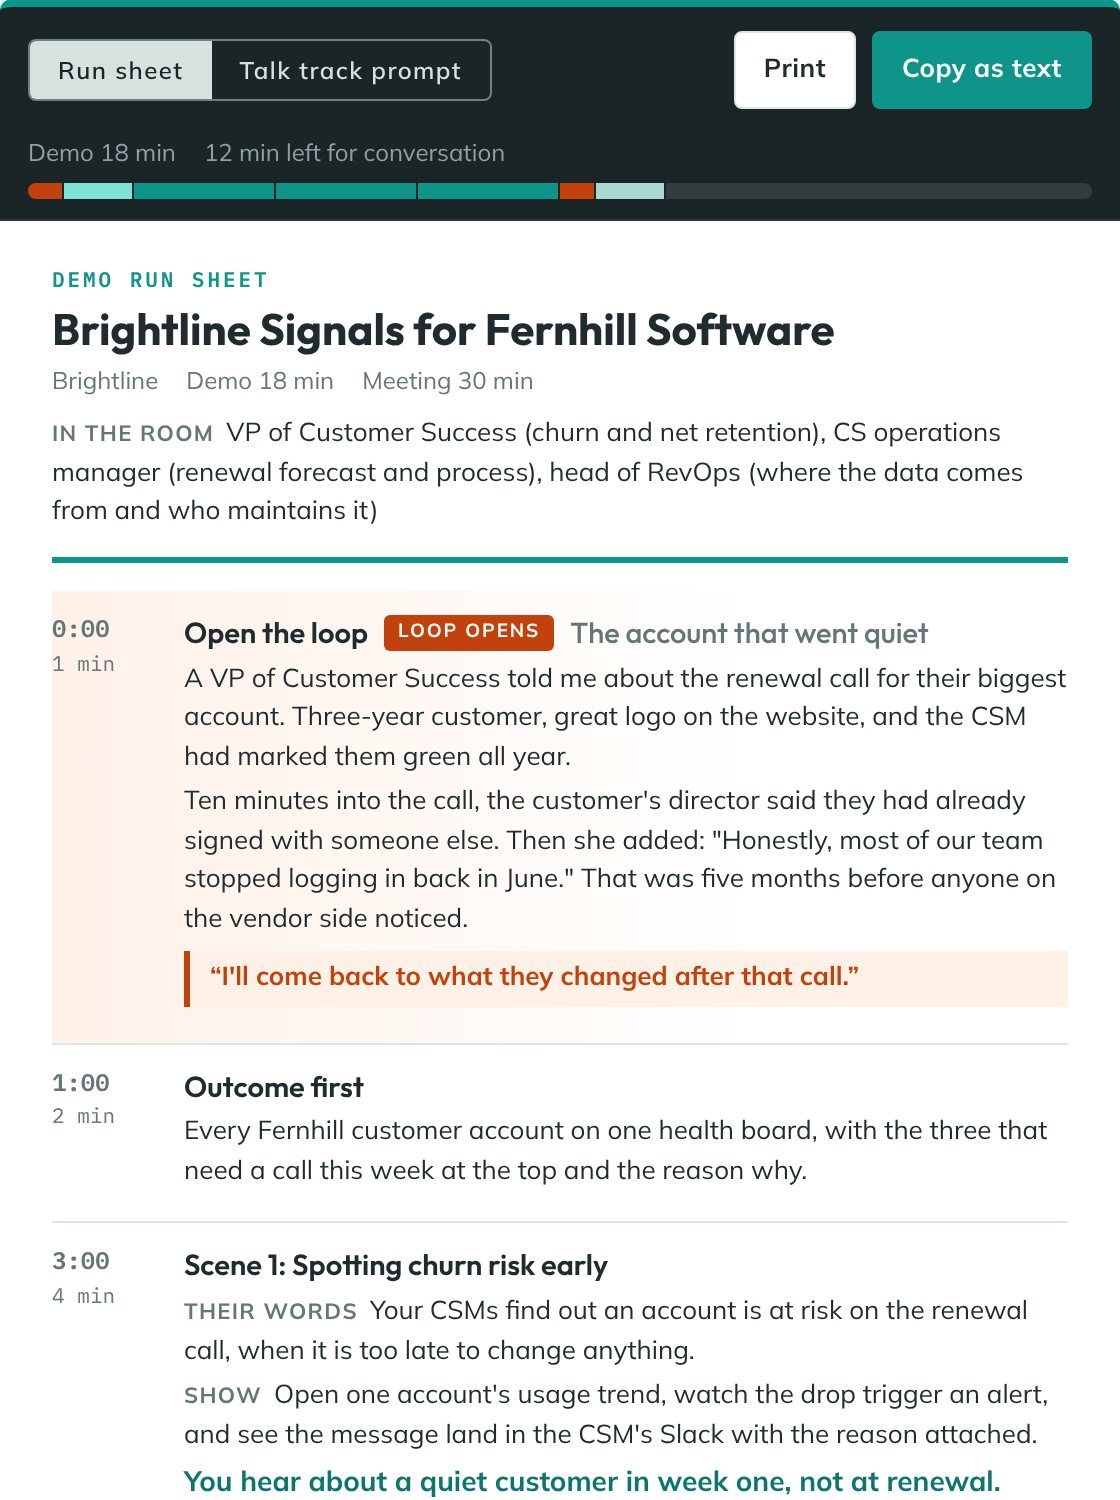 Run sheet
Talk track prompt
Print
Copy as text
Demo 18 min 12 min left for conversation
DEMO RUN SHEET
Brightline Signals for Fernhill Software
Brightline Demo 18 min Meeting 30 min
IN THE ROOM VP of Customer Success (churn and net retention), CS operations
manager (renewal forecast and process), head of RevOps (where the data comes
from and who maintains it)
0:00
1 min
Open the loop LOOP OPENS The account that went quiet
A VP of Customer Success told me about the renewal call for their biggest
account. Three-year customer, great logo on the website, and the CSM
had marked them green all year.
Ten minutes into the call, the customer's director said they had already
signed with someone else. Then she added: "Honestly, most of our team
stopped logging in back in June." That was five months before anyone on
the vendor side noticed.
“I'll come back to what they changed after that call.”
1:00
2 min
Outcome first
Every Fernhill customer account on one health board, with the three that
need a call this week at the top and the reason why.
3:00
4 min
Scene 1: Spotting churn risk early
THEIR WORDS Your CSMs find out an account is at risk on the renewal
call, when it is too late to change anything.
SHOW Open one account's usage trend, watch the drop trigger an alert,
and see the message land in the CSM's Slack with the reason attached.
You hear about a quiet customer in week one, not at renewal.